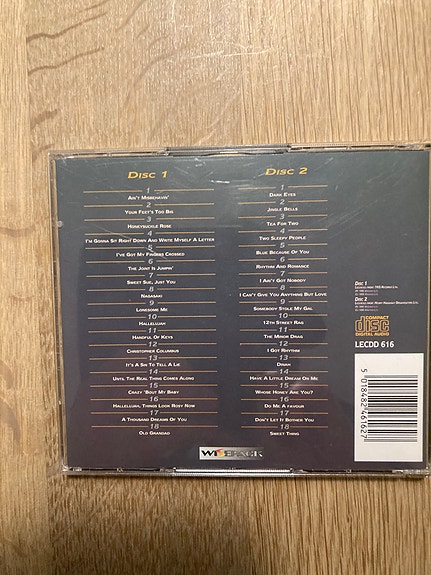 Disc 1
1
Ain't Misbehavin'
2
Your Feet's Too Big
3
Honeysuckle Rose
4
I'm Gonna Sit Right Down And Write Myself A Letter
5
I've Got My Fingers Crossed
6
The Joint Is Jumpin'
7
Sweet Sue, Just You
8
Nagasaki
9
Lonesome Me
10
Hallelujah
11
Handful Of Keys
12
Christopher Columbus
13
It's A Sin To Tell A Lie
14
Until The Real Thing Comes Along
15
Crazy 'Bout My Baby
16
Hallelujah, Things Look Rosy Now
17
A Thousand Dreams Of You
18
Old Grandad
Disc 2
1
Dark Eyes
2
Jingle Bells
3
Tea For Two
4
Two Sleepy People
5
Blue Because Of You
6
Rhythm And Romance
7
I Ain't Got Nobody
8
I Can't Give You Anything But Love
9
Somebody Stole My Gal
10
12th Street Rag
11
The Minor Drag
12
I Got Rhythm
13
Dinah
14
Have A Little Dream On Me
15
Whose Honey Are You?
16
Do Me A Favour
17
Don't Let It Bother You
18
Sweet Thing
Disc 1
Disc 2
COMPACT
disc
DIGITAL AUDIO
LECDD 616
5 018482 461627